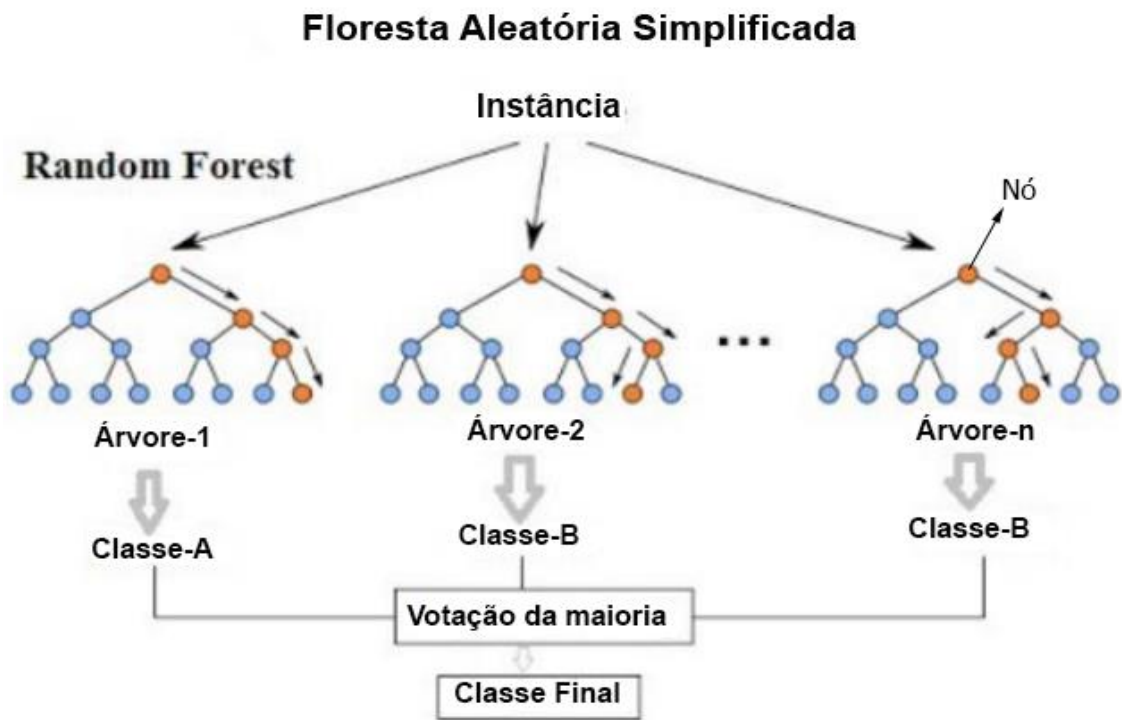 Floresta Aleatória Simplificada
Instância
Random Forest
Nó
...
Árvore-1
Árvore-2
Árvore-n
Classe-A
Classe-B
Classe-B
Votação da maioria
Classe Final